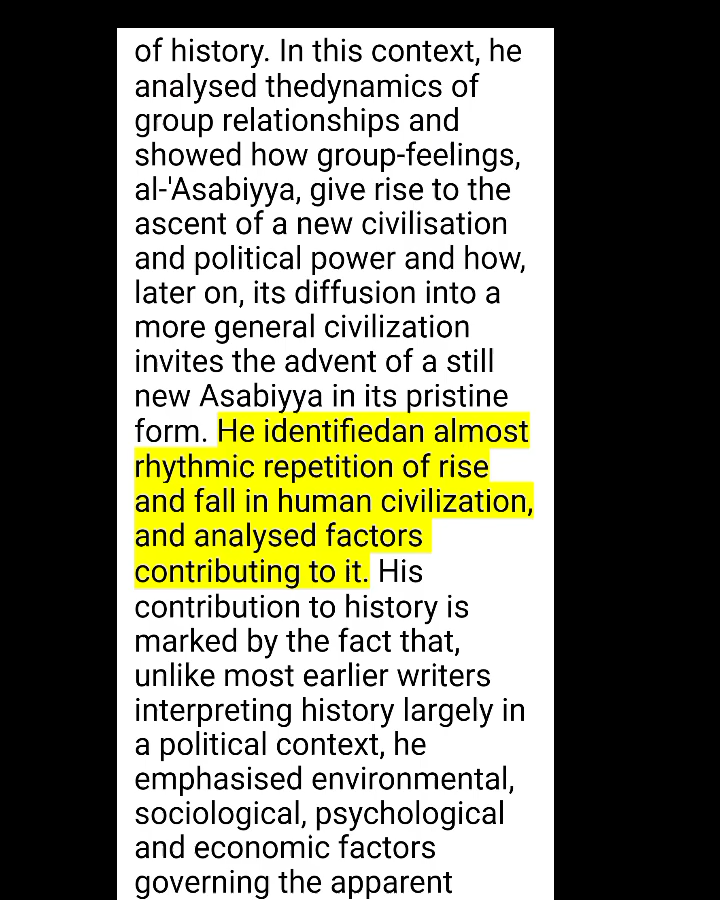 of history. In this context, he
analysed thedynamics of
group relationships and
showed how group-feelings,
al-'Asabiyya, give rise to the
ascent of a new civilisation
and political power and how,
later on, its diffusion into a
more general civilization
invites the advent of a still
new Asabiyya in its pristine
form. He identifiedan almost
rhythmic repetition of rise
and fall in human civilization,
and analysed factors
contributing to it. His
contribution to history is
marked by the fact that,
unlike most earlier writers
interpreting history largely in
a political context, he
emphasised environmental,
sociological, psychological
and economic factors
governing the apparent